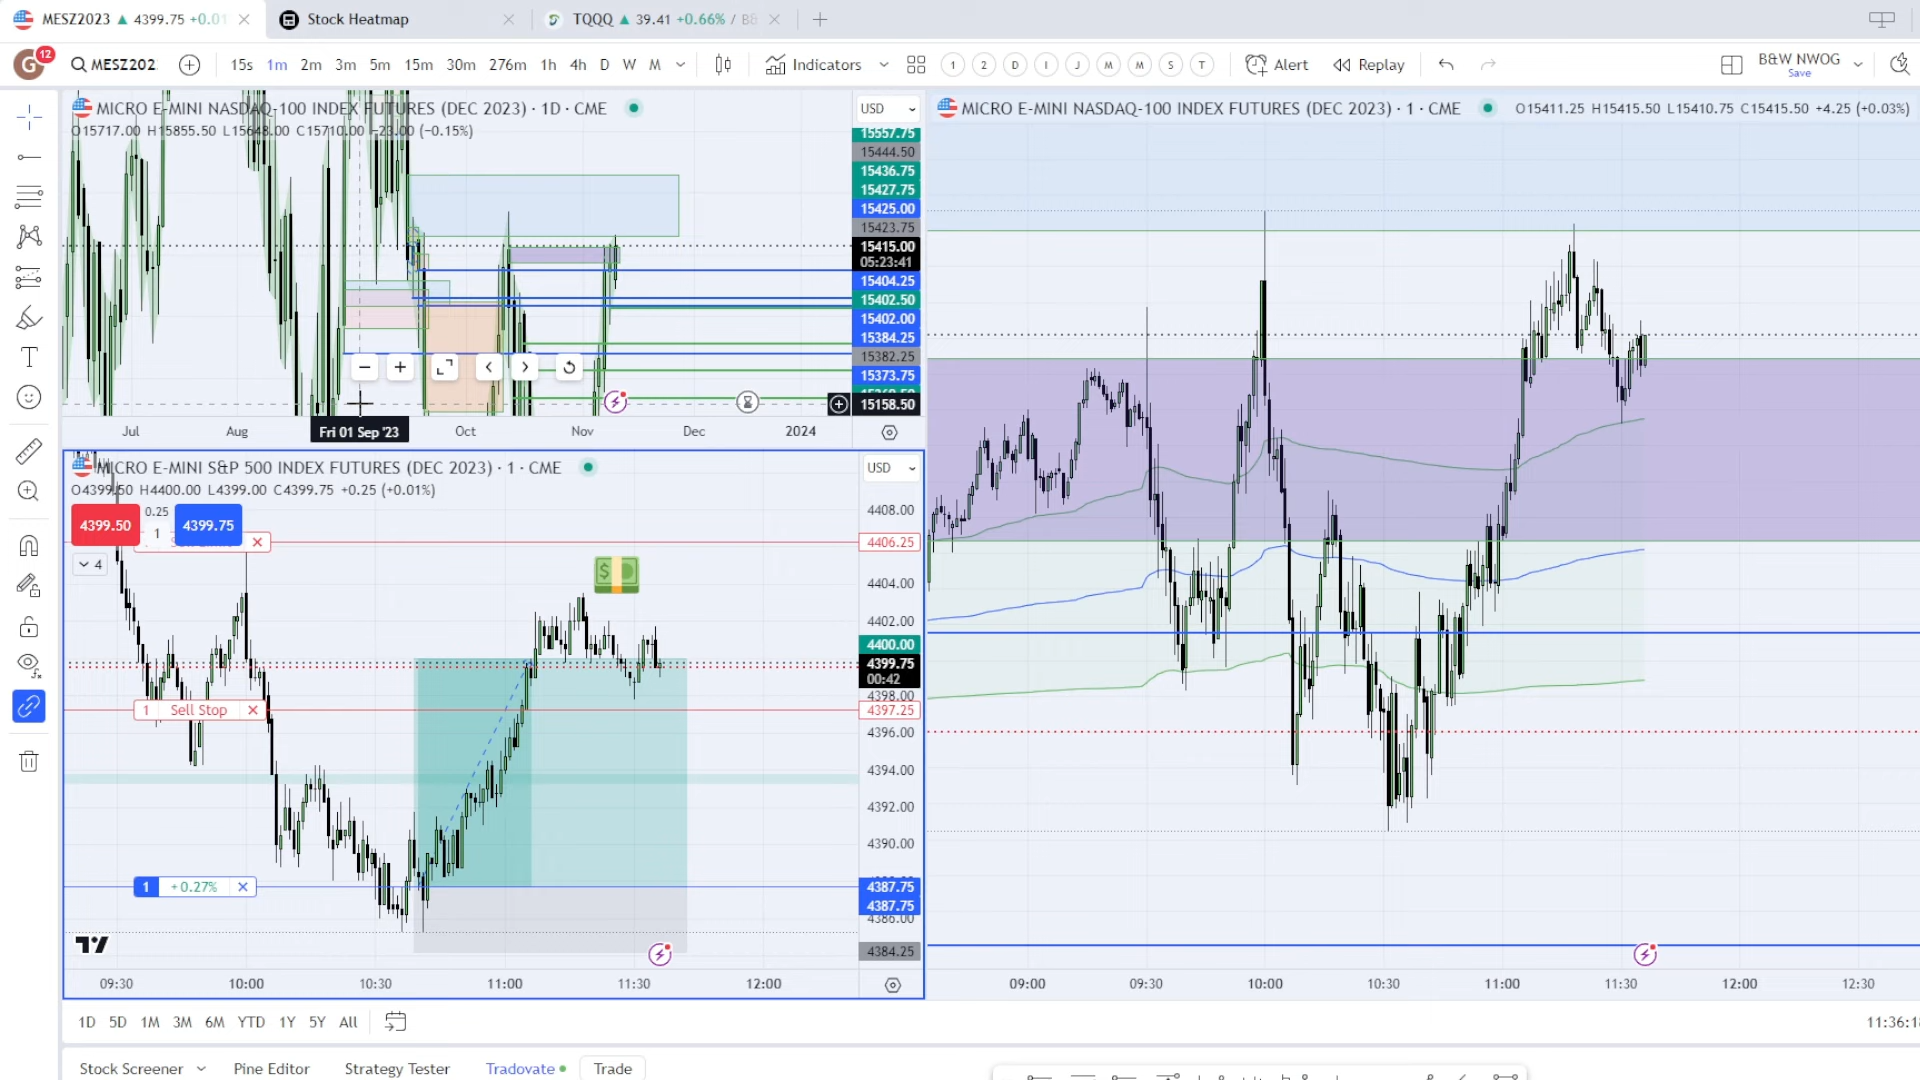 MESZ2023 ▲ 4399.75 +0.01
Stock Heatmap
TQQQ ▲ 39.41 +0.66% / B&
G 12
MESZ202
15s 1m 2m 3m 5m 15m 30m 276m 1h 4h D W M
Indicators
1 2 D I J M M S T
Alert
Replay
B&W NWOG
Save
MICRO E-MINI NASDAQ-100 INDEX FUTURES (DEC 2023) · 1D · CME
O15717.00 H15855.50 L15648.00 C15710.00 −23.00 (−0.15%)
USD
15557.75
15444.50
15436.75
15427.75
15425.00
15423.75
15415.00
05:23:41
15404.25
15402.50
15402.00
15384.25
15382.25
15373.75
15158.50
Jul Aug Fri 01 Sep '23 Oct Nov Dec 2024
MICRO E-MINI S&P 500 INDEX FUTURES (DEC 2023) · 1 · CME
O4399.50 H4400.00 L4399.00 C4399.75 +0.25 (+0.01%)
USD
4399.50
0.25
1
4399.75
4
1 Sell Stop
1 +0.27%
4408.00
4406.25
4404.00
4402.00
4400.00
4399.75
00:42
4398.00
4397.25
4396.00
4394.00
4392.00
4390.00
4387.75
4387.75
4386.00
4384.25
09:30 10:00 10:30 11:00 11:30 12:00
MICRO E-MINI NASDAQ-100 INDEX FUTURES (DEC 2023) · 1 · CME
O15411.25 H15415.50 L15410.75 C15415.50 +4.25 (+0.03%)
09:00 09:30 10:00 10:30 11:00 11:30 12:00 12:30
1D 5D 1M 3M 6M YTD 1Y 5Y All
11:36:18
Stock Screener
Pine Editor
Strategy Tester
Tradovate
Trade